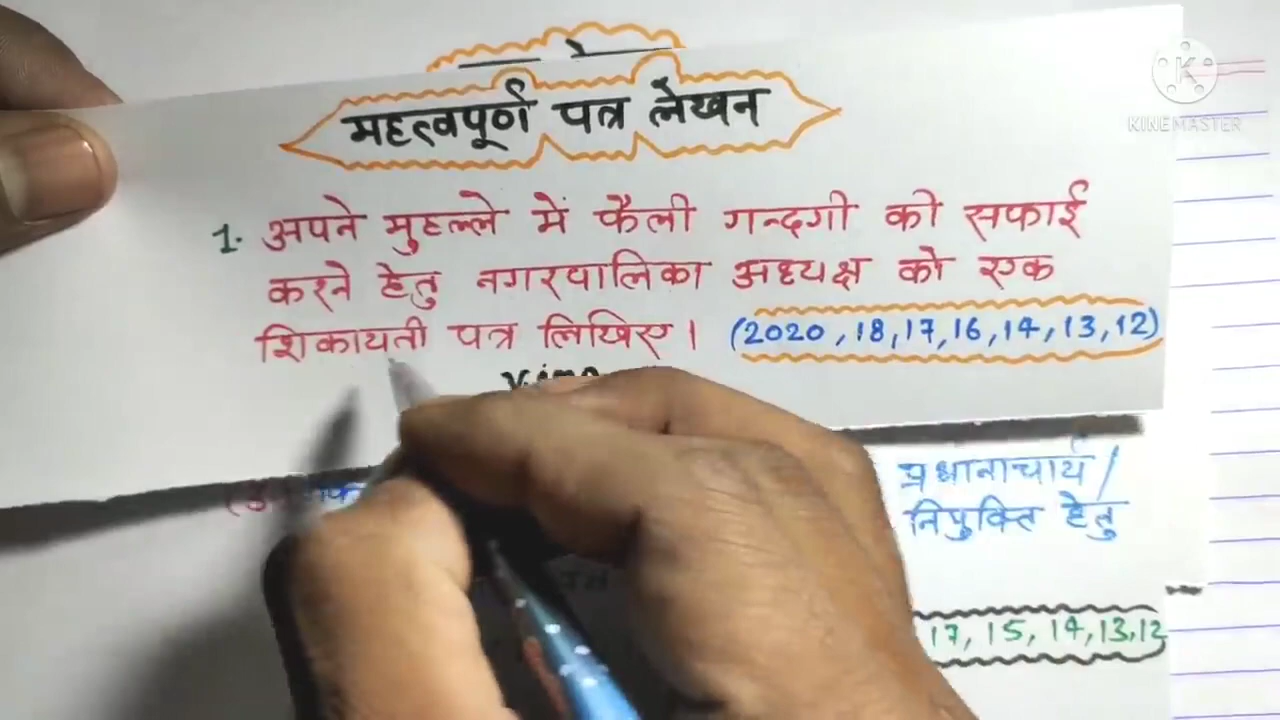 महत्वपूर्ण पत्र लेखन
1. अपने मुहल्ले में फैली गन्दगी को सफाई
करने हेतु नगरपालिका अध्यक्ष को एक
शिकायती पत्र लिखिए। (2020, 18, 17, 16, 14, 13, 12)
प्रधानाचार्य /
नियुक्ति हेतु
17, 15, 14, 13, 12
KINEMASTER